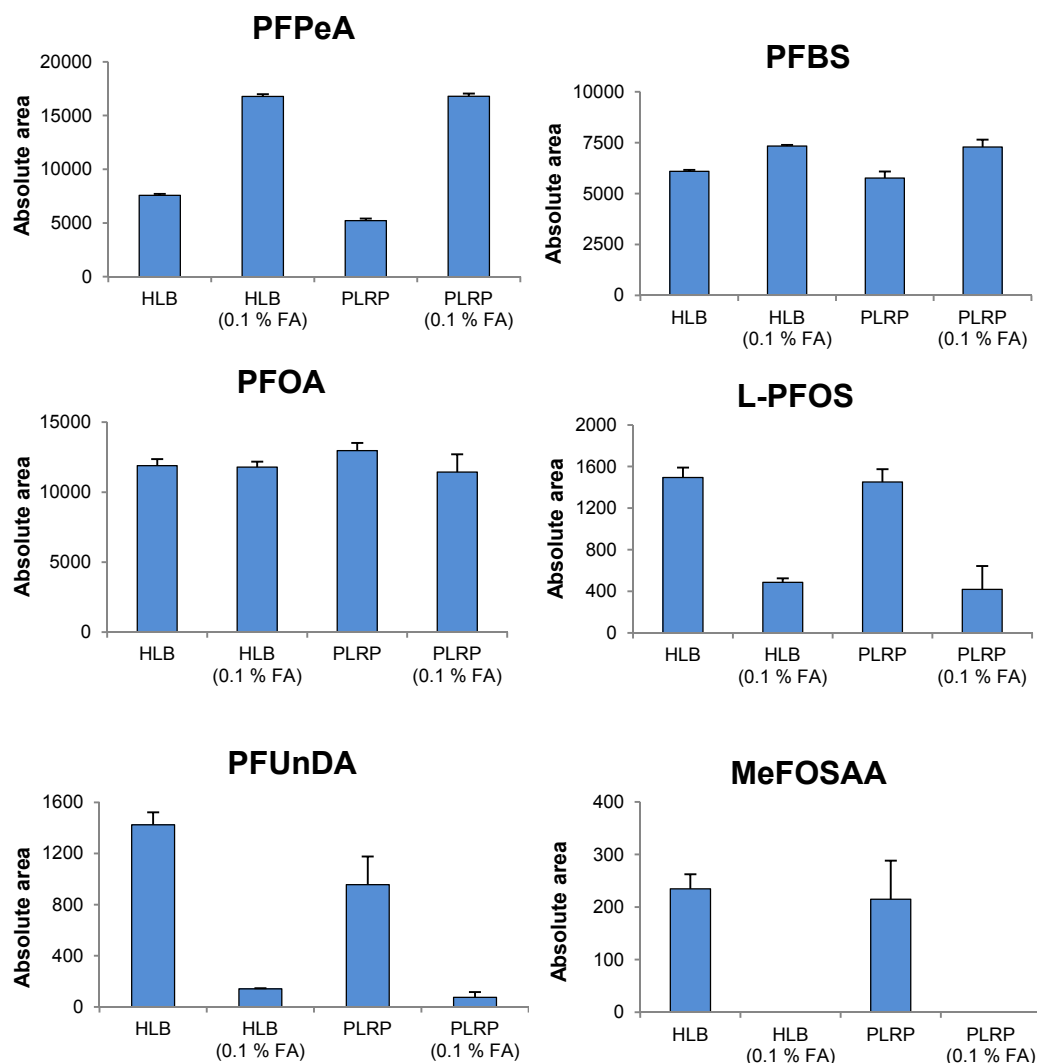 PFPeA
Absolute area
20000
15000
10000
5000
0
HLB
HLB
(0.1 % FA)
PLRP
PLRP
(0.1 % FA)
PFBS
Absolute area
10000
7500
5000
2500
0
HLB
HLB
(0.1 % FA)
PLRP
PLRP
(0.1 % FA)
PFOA
Absolute area
15000
10000
5000
0
HLB
HLB
(0.1 % FA)
PLRP
PLRP
(0.1 % FA)
L-PFOS
Absolute area
2000
1600
1200
800
400
0
HLB
HLB
(0.1 % FA)
PLRP
PLRP
(0.1 % FA)
PFUnDA
Absolute area
1600
1200
800
400
0
HLB
HLB
(0.1 % FA)
PLRP
PLRP
(0.1 % FA)
MeFOSAA
Absolute area
400
300
200
100
0
HLB
HLB
(0.1 % FA)
PLRP
PLRP
(0.1 % FA)